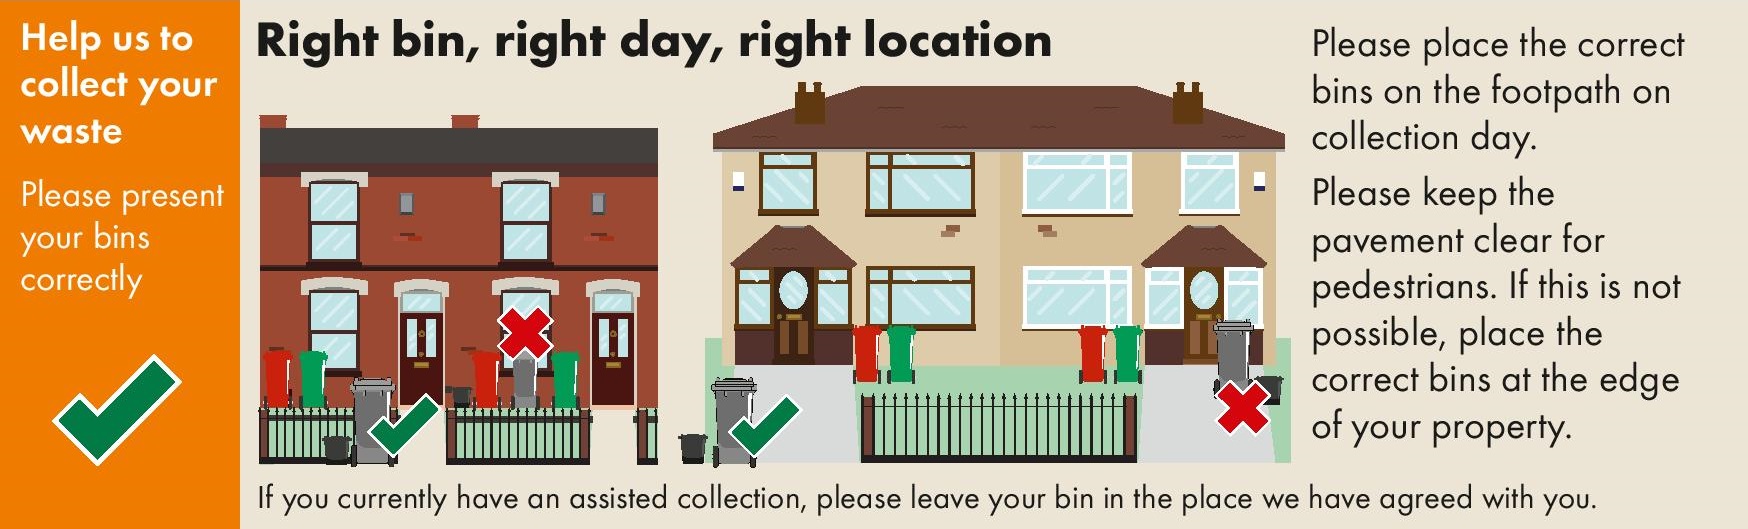 Help us to
collect your
waste
Please present
your bins
correctly
Right bin, right day, right location
Please place the correct
bins on the footpath on
collection day.
Please keep the
pavement clear for
pedestrians. If this is not
possible, place the
correct bins at the edge
of your property.
If you currently have an assisted collection, please leave your bin in the place we have agreed with you.